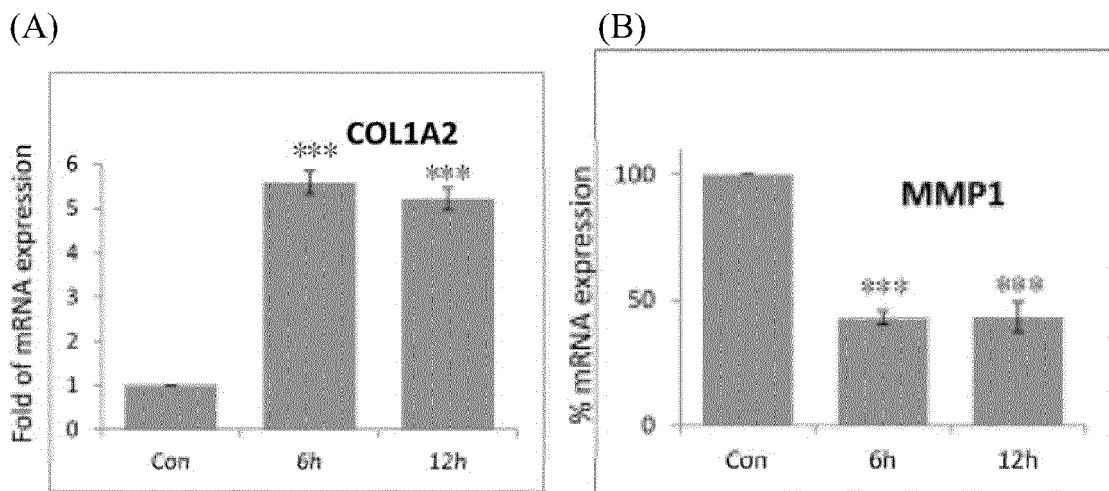 (A)
COL1A2
Fold of mRNA expression
6
5
4
3
2
1
0
***
***
Con
6h
12h
(B)
MMP1
% mRNA expression
100
50
0
***
***
Con
6h
12h